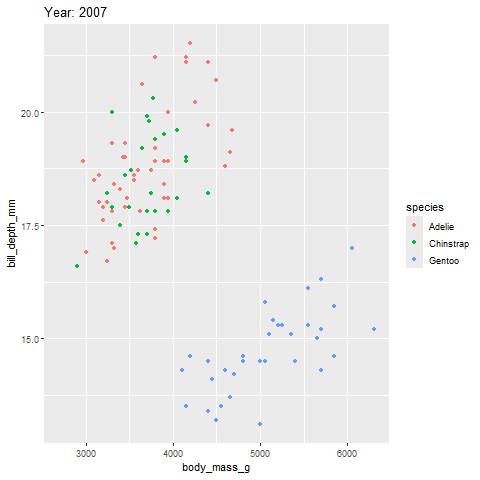 Year: 2007
20.0
17.5
15.0
bill_depth_mm
3000 4000 5000 6000
body_mass_g
species
Adelie
Chinstrap
Gentoo